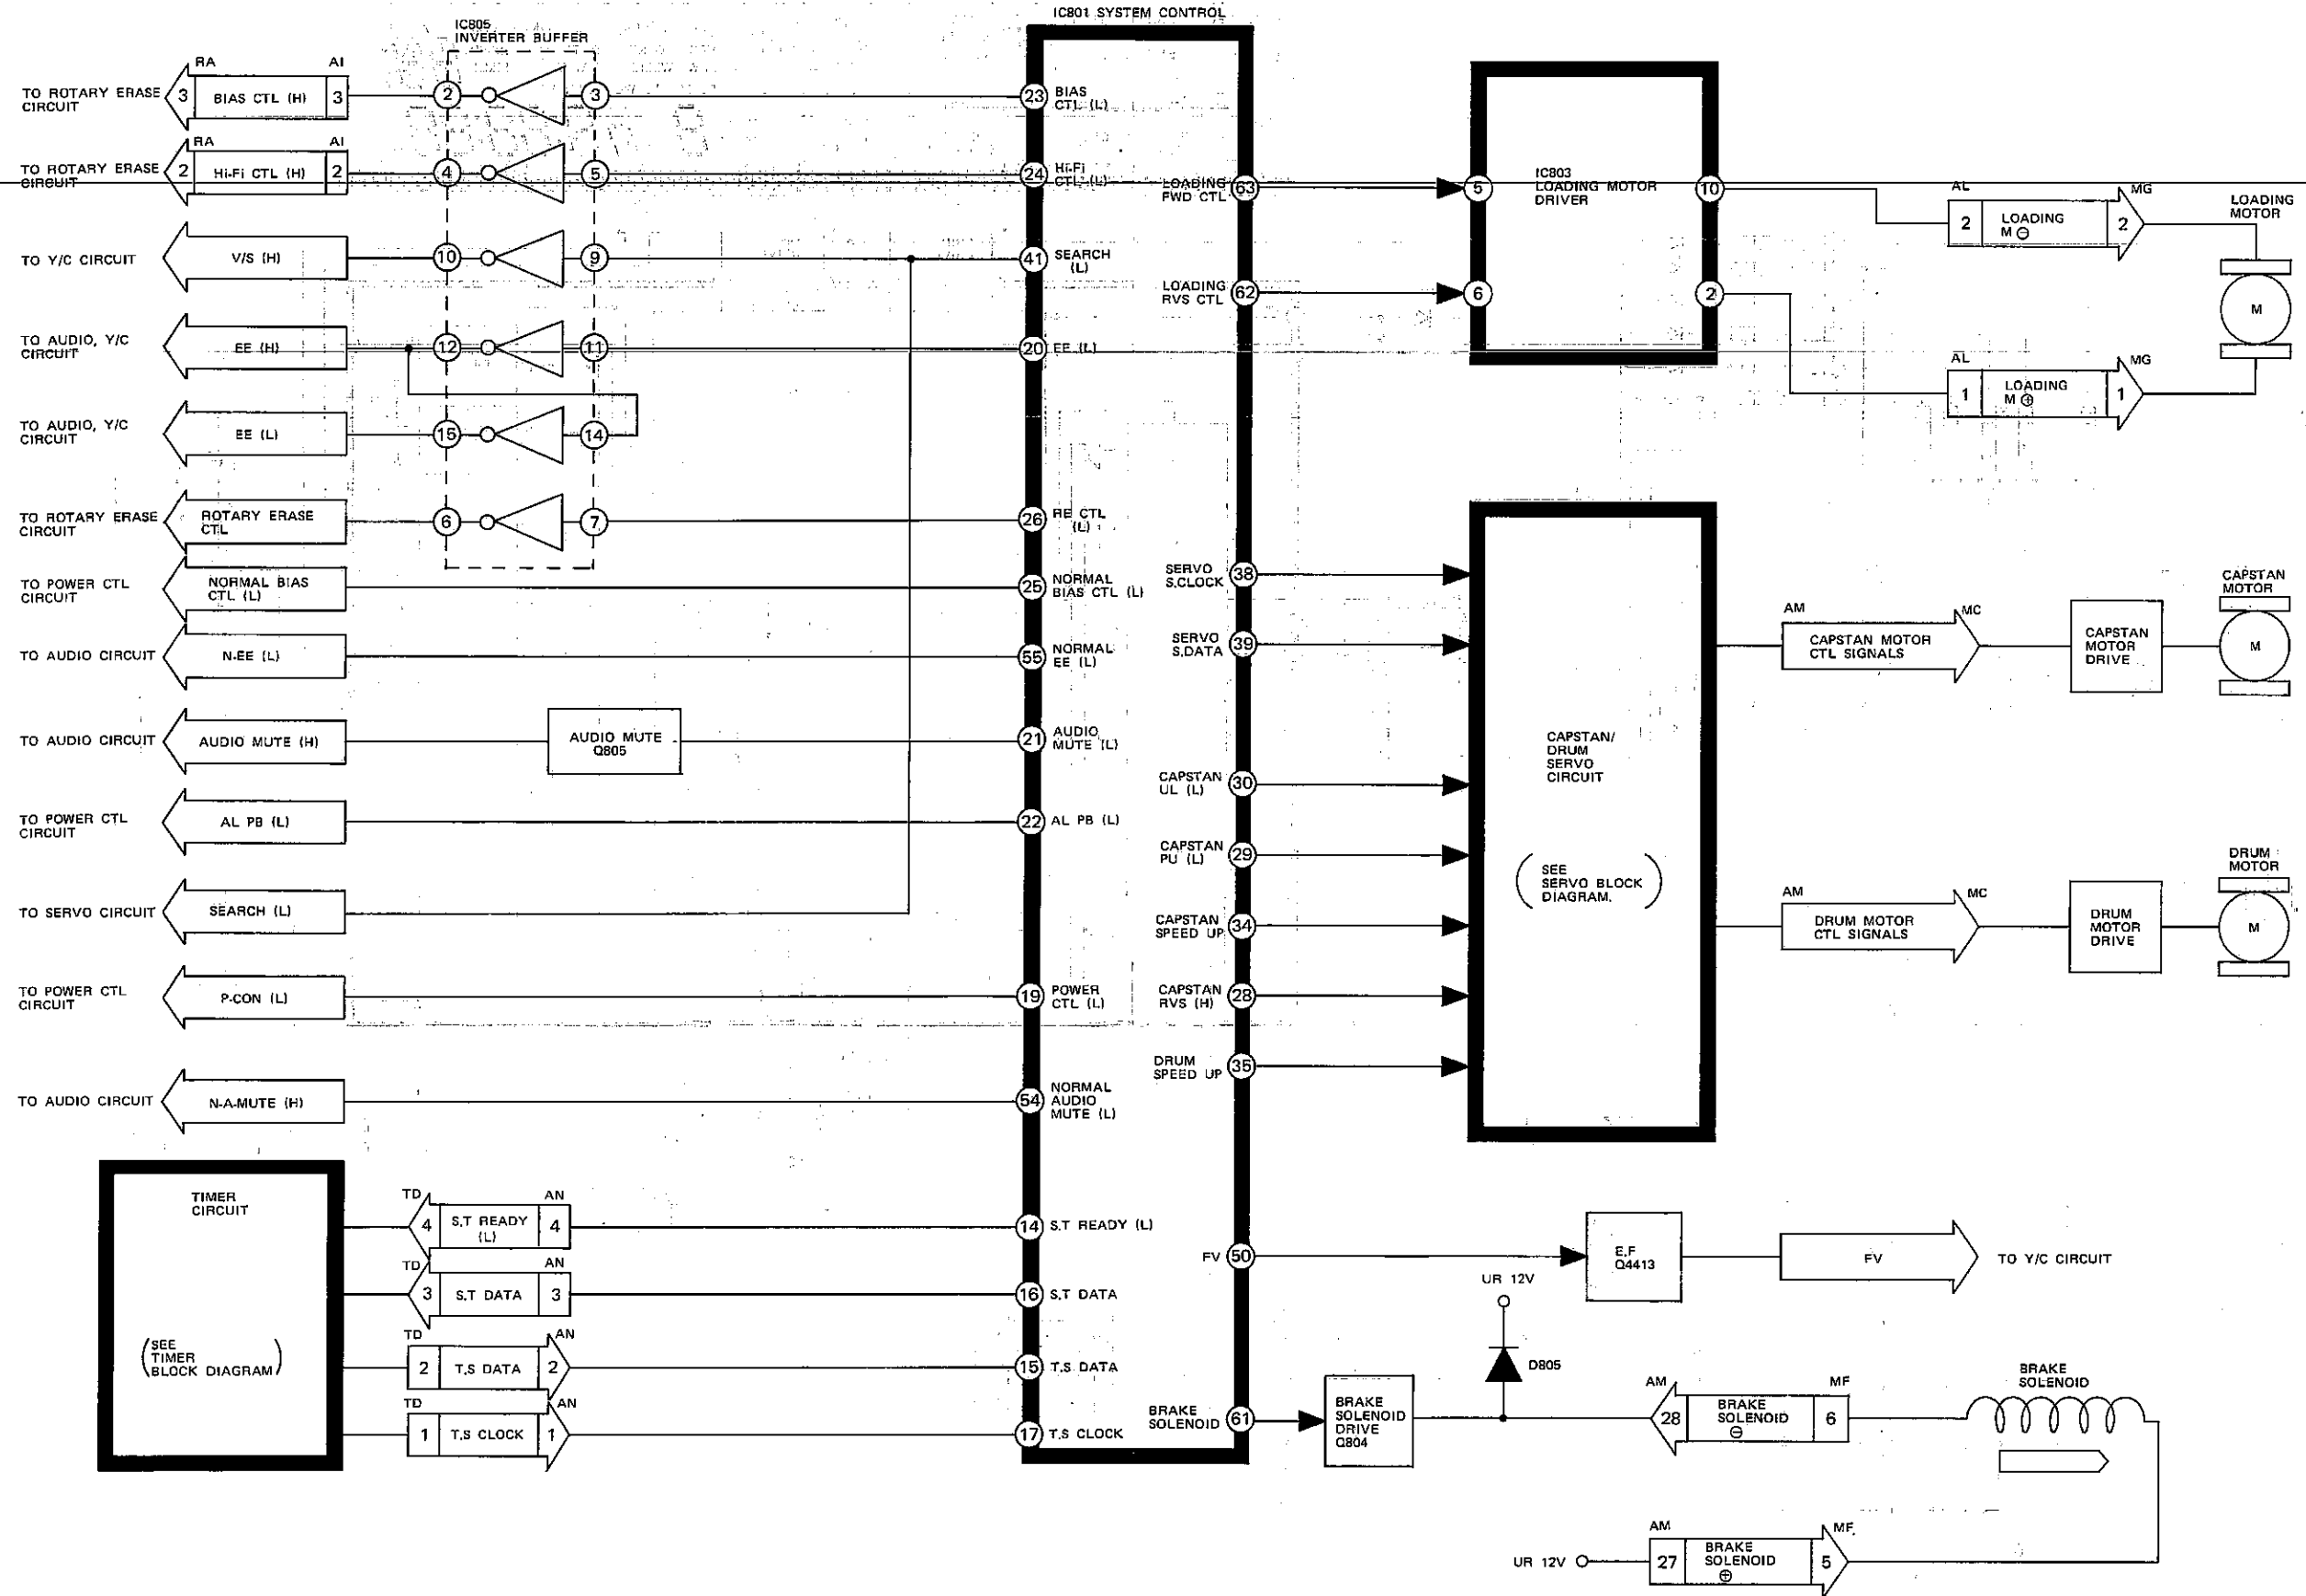 IC801 SYSTEM CONTROL
IC805
INVERTER BUFFER
TO ROTARY ERASE
CIRCUIT
RA
AI
3
BIAS CTL (H)
3
2
3
23
BIAS
CTL (L)
TO ROTARY ERASE
CIRCUIT
RA
AI
2
Hi-Fi CTL (H)
2
4
5
24
Hi-Fi
CTL (L)
TO Y/C CIRCUIT
V/S (H)
10
9
41
SEARCH
(L)
TO AUDIO, Y/C
CIRCUIT
EE (H)
12
11
20
EE (L)
TO AUDIO, Y/C
CIRCUIT
EE (L)
15
14
TO ROTARY ERASE
CIRCUIT
ROTARY ERASE
CTL
6
7
26
RE CTL
(L)
TO POWER CTL
CIRCUIT
NORMAL BIAS
CTL (L)
25
NORMAL
BIAS CTL (L)
TO AUDIO CIRCUIT
N-EE (L)
55
NORMAL
EE (L)
TO AUDIO CIRCUIT
AUDIO MUTE (H)
AUDIO MUTE
Q805
21
AUDIO
MUTE (L)
TO POWER CTL
CIRCUIT
AL PB (L)
22
AL PB (L)
TO SERVO CIRCUIT
SEARCH (L)
TO POWER CTL
CIRCUIT
P-CON (L)
19
POWER
CTL (L)
TO AUDIO CIRCUIT
N-A-MUTE (H)
54
NORMAL
AUDIO
MUTE (L)
TIMER
CIRCUIT
(SEE
TIMER
BLOCK DIAGRAM)
TD
AN
4
S.T READY
(L)
4
14
S.T READY (L)
TD
AN
3
S.T DATA
3
16
S.T DATA
TD
AN
2
T.S DATA
2
15
T.S DATA
TD
AN
1
T.S CLOCK
1
17
T.S CLOCK
LOADING
FWD CTL
63
5
IC803
LOADING MOTOR
DRIVER
10
AL
MG
2
LOADING
M ⊖
2
LOADING
MOTOR
M
LOADING
RVS CTL
62
6
2
AL
MG
1
LOADING
M ⊕
1
SERVO
S.CLOCK
38
SERVO
S.DATA
39
CAPSTAN
UL (L)
30
CAPSTAN
PU (L)
29
CAPSTAN
SPEED UP
34
CAPSTAN
RVS (H)
28
DRUM
SPEED UP
35
CAPSTAN/
DRUM
SERVO
CIRCUIT
(SEE
SERVO BLOCK
DIAGRAM.)
AM
MC
CAPSTAN MOTOR
CTL SIGNALS
CAPSTAN
MOTOR
DRIVE
CAPSTAN
MOTOR
M
AM
MC
DRUM MOTOR
CTL SIGNALS
DRUM
MOTOR
DRIVE
DRUM
MOTOR
M
FV
50
E.F
Q4413
FV
TO Y/C CIRCUIT
UR 12V
D805
BRAKE
SOLENOID
61
BRAKE
SOLENOID
DRIVE
Q804
AM
MF
28
BRAKE
SOLENOID
⊖
6
BRAKE
SOLENOID
UR 12V
AM
MF
27
BRAKE
SOLENOID
⊕
5